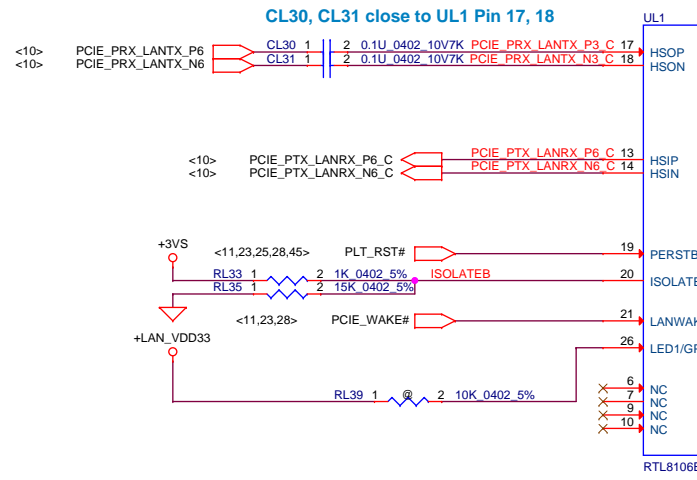 CL30, CL31 close to UL1 Pin 17, 18
UL1
<10> PCIE_PRX_LANTX_P6 CL30 1 2 0.1U_0402_10V7K PCIE_PRX_LANTX_P3_C 17 HSOP
<10> PCIE_PRX_LANTX_N6 CL31 1 2 0.1U_0402_10V7K PCIE_PRX_LANTX_N3_C 18 HSON
<10> PCIE_PTX_LANRX_P6_C PCIE_PTX_LANRX_P6_C 13 HSIP
<10> PCIE_PTX_LANRX_N6_C PCIE_PTX_LANRX_N6_C 14 HSIN
+3VS
<11,23,25,28,45> PLT_RST# 19 PERSTB
RL33 1 2 1K_0402_5% ISOLATEB 20 ISOLATE
RL35 1 2 15K_0402_5%
<11,23,28> PCIE_WAKE# 21 LANWAK
+LAN_VDD33
26 LED1/GP
RL39 1 @ 2 10K_0402_5%
6 NC
7 NC
9 NC
10 NC
RTL8106E